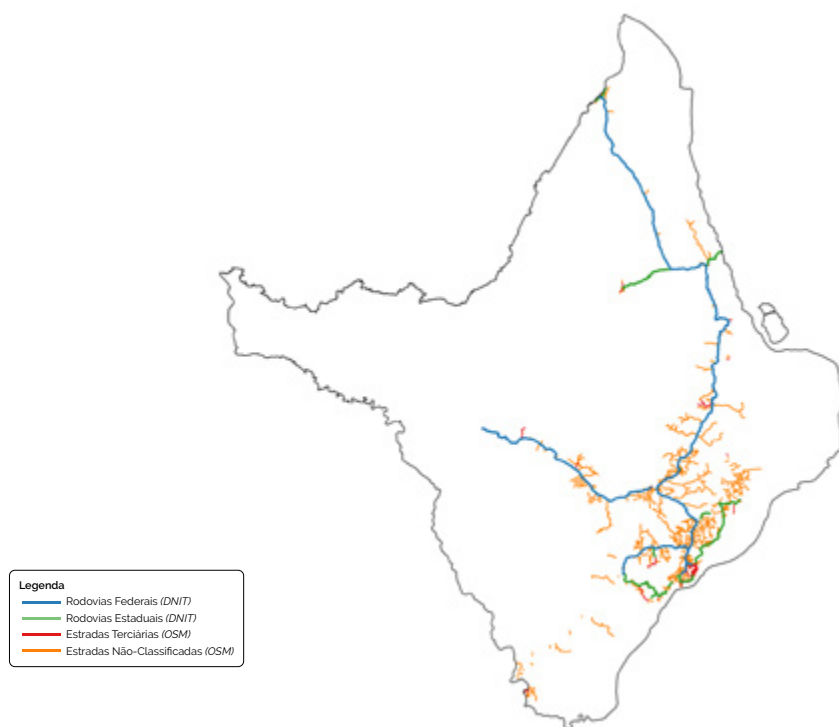 Legenda
Rodovias Federais (DNIT)
Rodovias Estaduais (DNIT)
Estradas Terciárias (OSM)
Estradas Não-Classificadas (OSM)